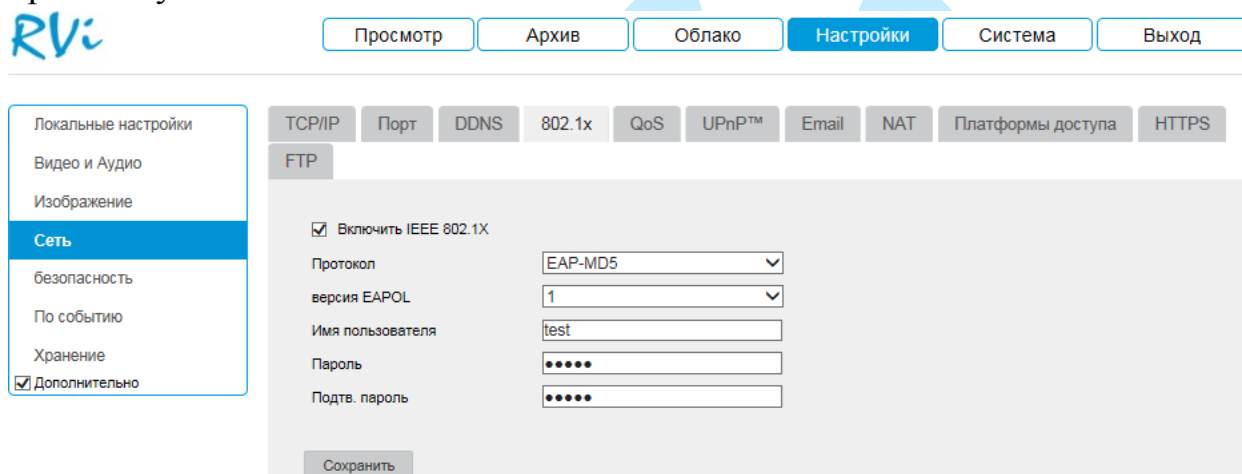 RVi
Просмотр Архив Облако Настройки Система Выход
Локальные настройки
Видео и Аудио
Изображение
Сеть
безопасность
По событию
Хранение
Дополнительно
TCP/IP Порт DDNS 802.1x QoS UPnP™ Email NAT Платформы доступа HTTPS
FTP
Включить IEEE 802.1X
Протокол EAP-MD5
версия EAPOL 1
Имя пользователя test
Пароль •••••
Подтв. пароль •••••
Сохранить